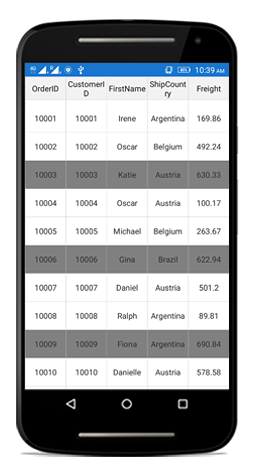 4G 10:39 AM
OrderID CustomerI FirstName ShipCount Freight
D ry
10001 10001 Irene Argentina 169.86
10002 10002 Oscar Belgium 492.24
10003 10003 Katie Austria 630.33
10004 10004 Oscar Austria 100.17
10005 10005 Michael Belgium 263.67
10006 10006 Gina Brazil 622.94
10007 10007 Daniel Austria 501.2
10008 10008 Ralph Argentina 89.81
10009 10009 Fiona Argentina 690.84
10010 10010 Danielle Austria 578.58